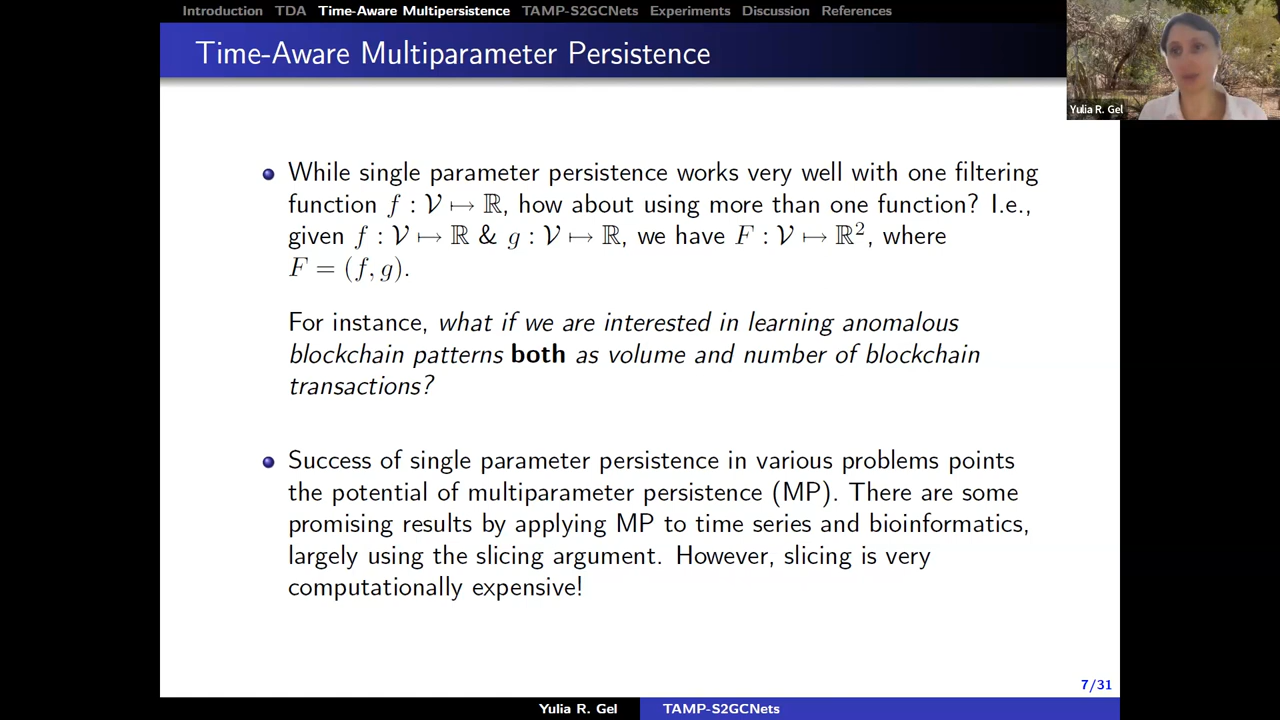 Introduction TDA Time-Aware Multipersistence TAMP-S2GCNets Experiments Discussion References
Time-Aware Multiparameter Persistence
Yulia R. Gel
While single parameter persistence works very well with one filtering
function f : 𝒱 ↦ ℝ, how about using more than one function? I.e.,
given f : 𝒱 ↦ ℝ & g : 𝒱 ↦ ℝ, we have F : 𝒱 ↦ ℝ², where
F = (f, g).
For instance, what if we are interested in learning anomalous
blockchain patterns both as volume and number of blockchain
transactions?
Success of single parameter persistence in various problems points
the potential of multiparameter persistence (MP). There are some
promising results by applying MP to time series and bioinformatics,
largely using the slicing argument. However, slicing is very
computationally expensive!
7/31
Yulia R. Gel TAMP-S2GCNets